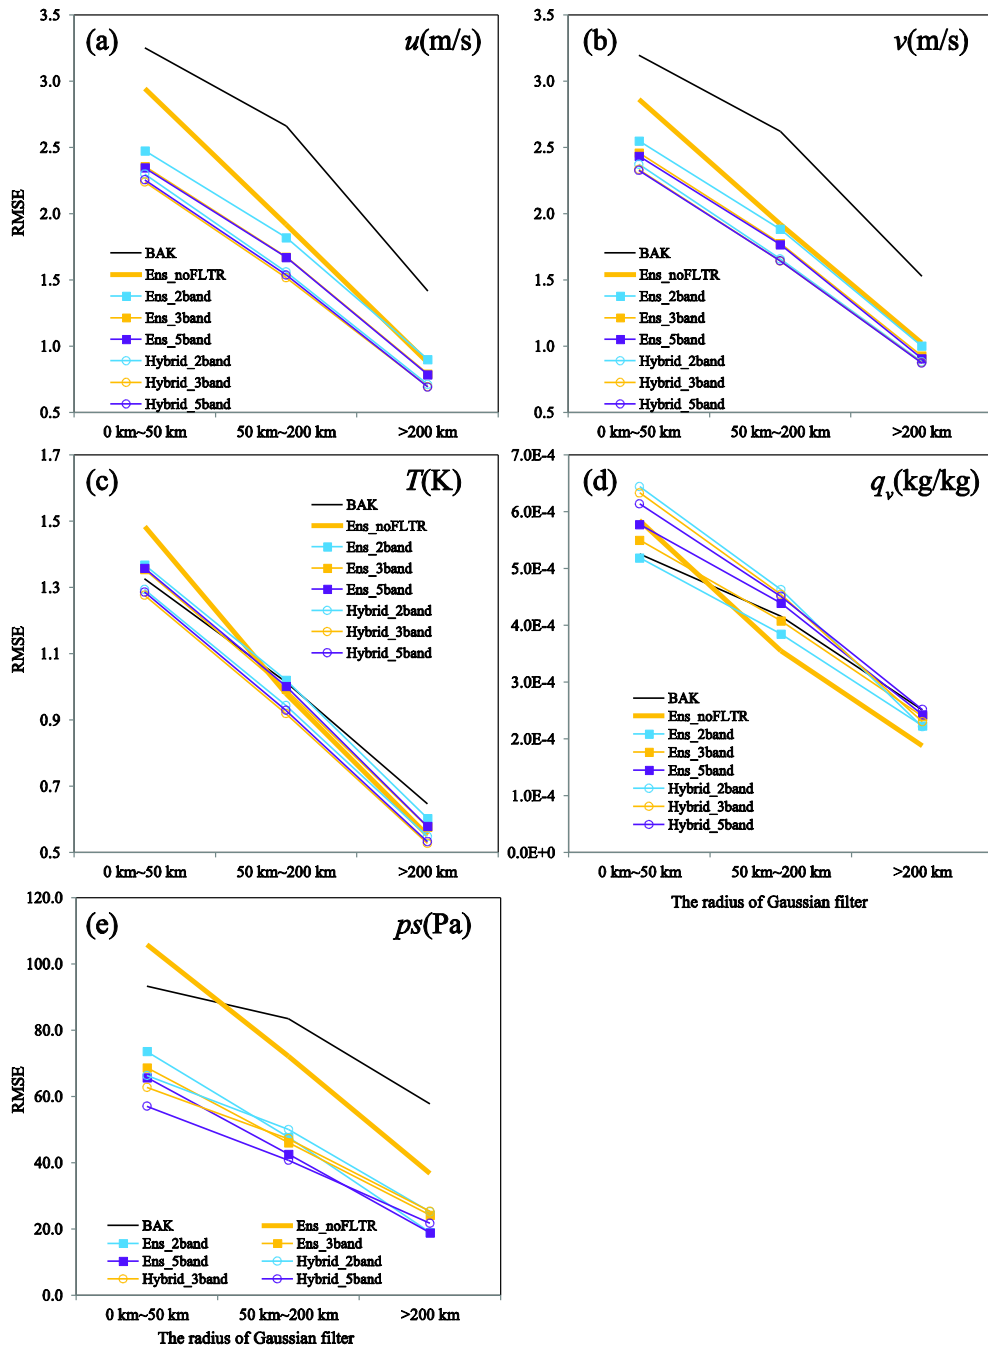 (a) u(m/s)
3.5
3.0
2.5
2.0
1.5
1.0
0.5
RMSE
BAK
Ens_noFLTR
Ens_2band
Ens_3band
Ens_5band
Hybrid_2band
Hybrid_3band
Hybrid_5band
0 km~50 km 50 km~200 km >200 km
(b) v(m/s)
3.5
3.0
2.5
2.0
1.5
1.0
0.5
BAK
Ens_noFLTR
Ens_2band
Ens_3band
Ens_5band
Hybrid_2band
Hybrid_3band
Hybrid_5band
0 km~50 km 50 km~200 km >200 km
(c) T(K)
1.7
1.5
1.3
1.1
0.9
0.7
0.5
RMSE
BAK
Ens_noFLTR
Ens_2band
Ens_3band
Ens_5band
Hybrid_2band
Hybrid_3band
Hybrid_5band
0 km~50 km 50 km~200 km >200 km
(d) qv(kg/kg)
7.0E-4
6.0E-4
5.0E-4
4.0E-4
3.0E-4
2.0E-4
1.0E-4
0.0E+0
BAK
Ens_noFLTR
Ens_2band
Ens_3band
Ens_5band
Hybrid_2band
Hybrid_3band
Hybrid_5band
0 km~50 km 50 km~200 km >200 km
The radius of Gaussian filter
(e) ps(Pa)
120.0
100.0
80.0
60.0
40.0
20.0
0.0
RMSE
BAK Ens_noFLTR
Ens_2band Ens_3band
Ens_5band Hybrid_2band
Hybrid_3band Hybrid_5band
0 km~50 km 50 km~200 km >200 km
The radius of Gaussian filter